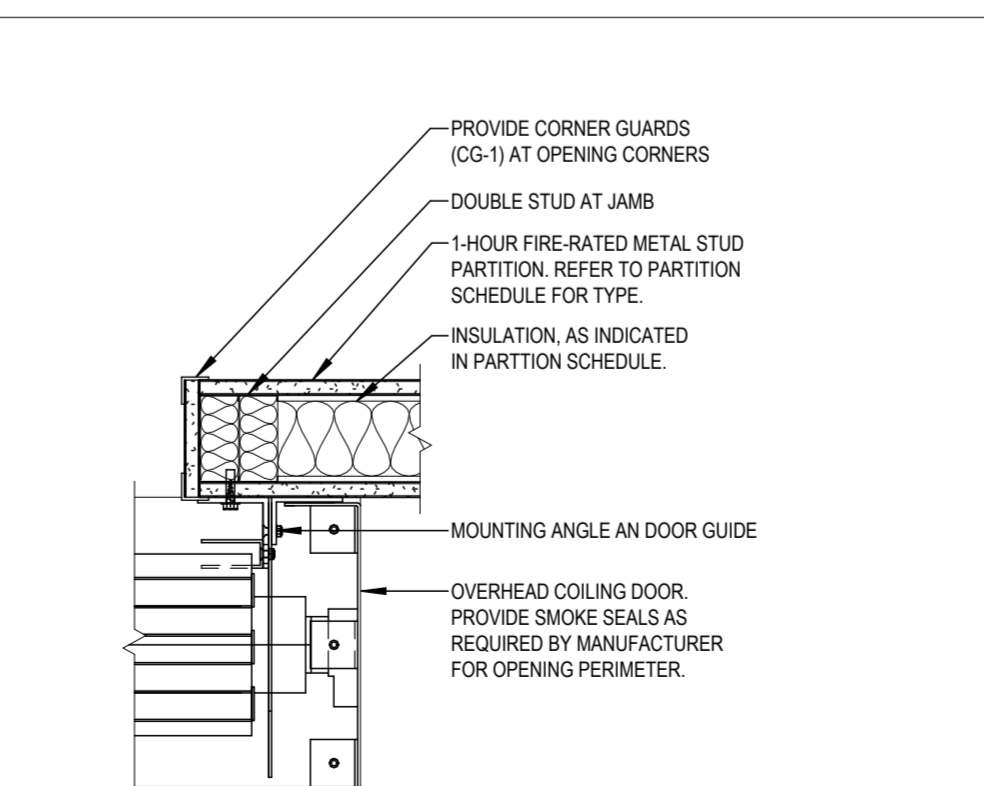 PROVIDE CORNER GUARDS
(CG-1) AT OPENING CORNERS
DOUBLE STUD AT JAMB
1-HOUR FIRE-RATED METAL STUD
PARTITION. REFER TO PARTITION
SCHEDULE FOR TYPE.
INSULATION, AS INDICATED
IN PARTTION SCHEDULE.
MOUNTING ANGLE AN DOOR GUIDE
OVERHEAD COILING DOOR.
PROVIDE SMOKE SEALS AS
REQUIRED BY MANUFACTURER
FOR OPENING PERIMETER.